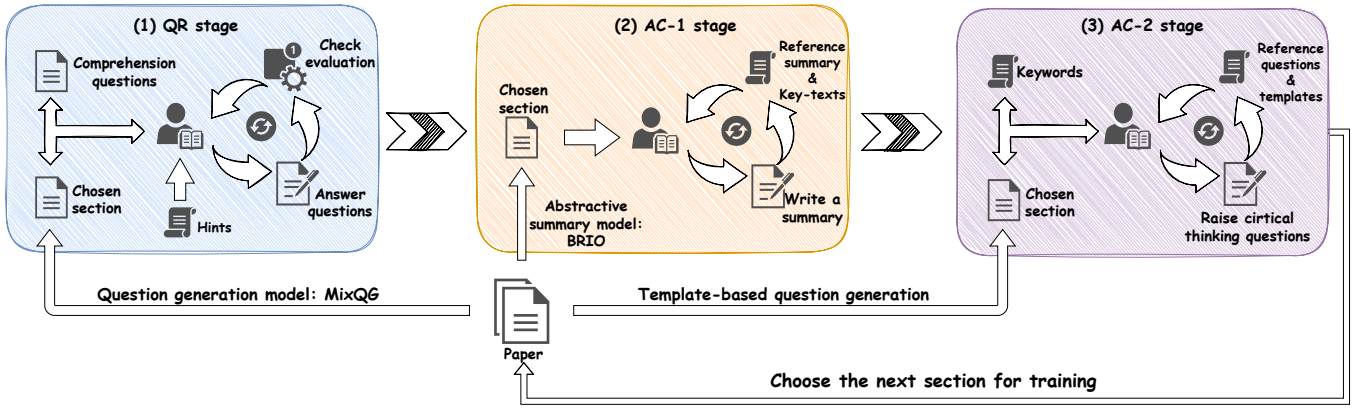 (1) QR stage
Comprehension
questions
1
Check
evaluation
Chosen
section
Hints
Answer
questions
(2) AC-1 stage
Chosen
section
Reference
summary
&
Key-texts
Write a
summary
Abstractive
summary model:
BRIO
(3) AC-2 stage
Keywords
Reference
questions
&
templates
Chosen
section
Raise cirtical
thinking questions
Question generation model: MixQG
Template-based question generation
Paper
Choose the next section for training